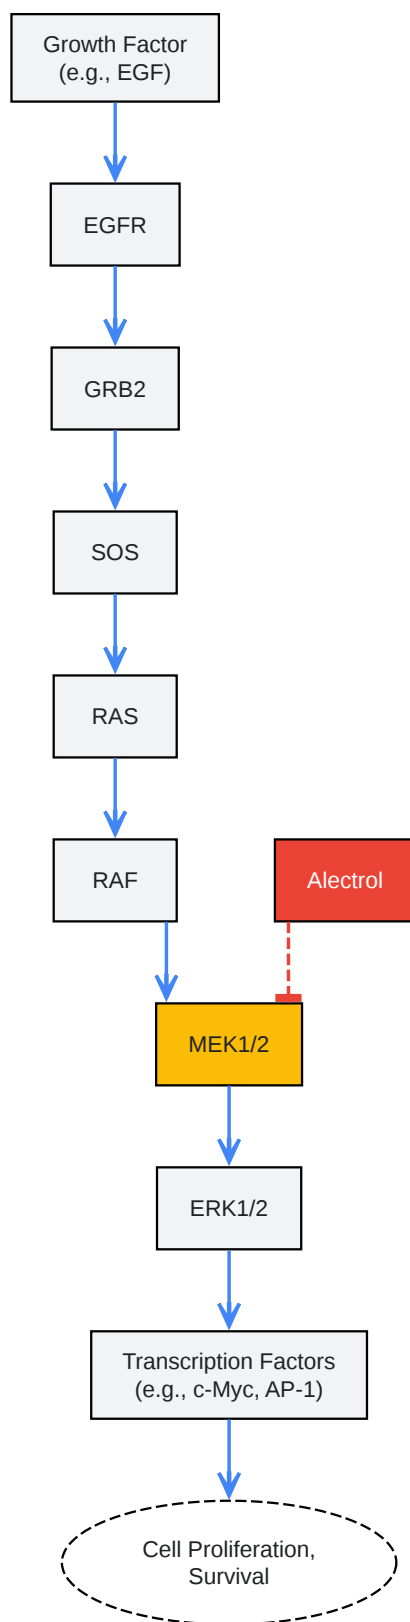 Growth Factor
(e.g., EGF)
EGFR
GRB2
SOS
RAS
RAF
Alectrol
MEK1/2
ERK1/2
Transcription Factors
(e.g., c-Myc, AP-1)
Cell Proliferation,
Survival